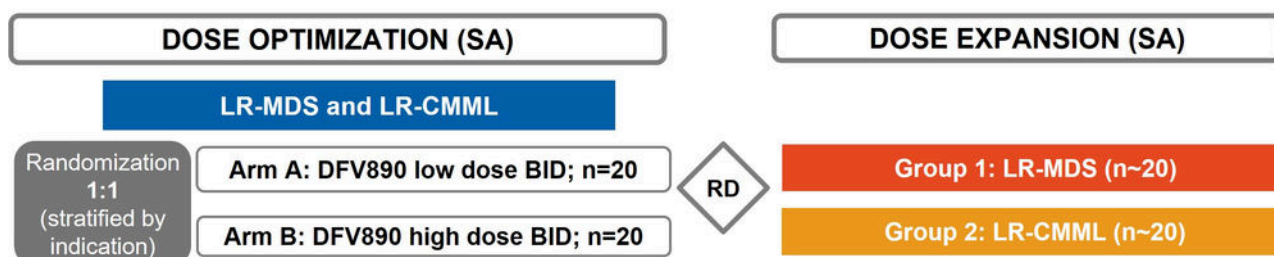 DOSE OPTIMIZATION (SA)
DOSE EXPANSION (SA)
LR-MDS and LR-CMML
Randomization
1:1
(stratified by
indication)
Arm A: DFV890 low dose BID; n=20
Arm B: DFV890 high dose BID; n=20
RD
Group 1: LR-MDS (n~20)
Group 2: LR-CMML (n~20)